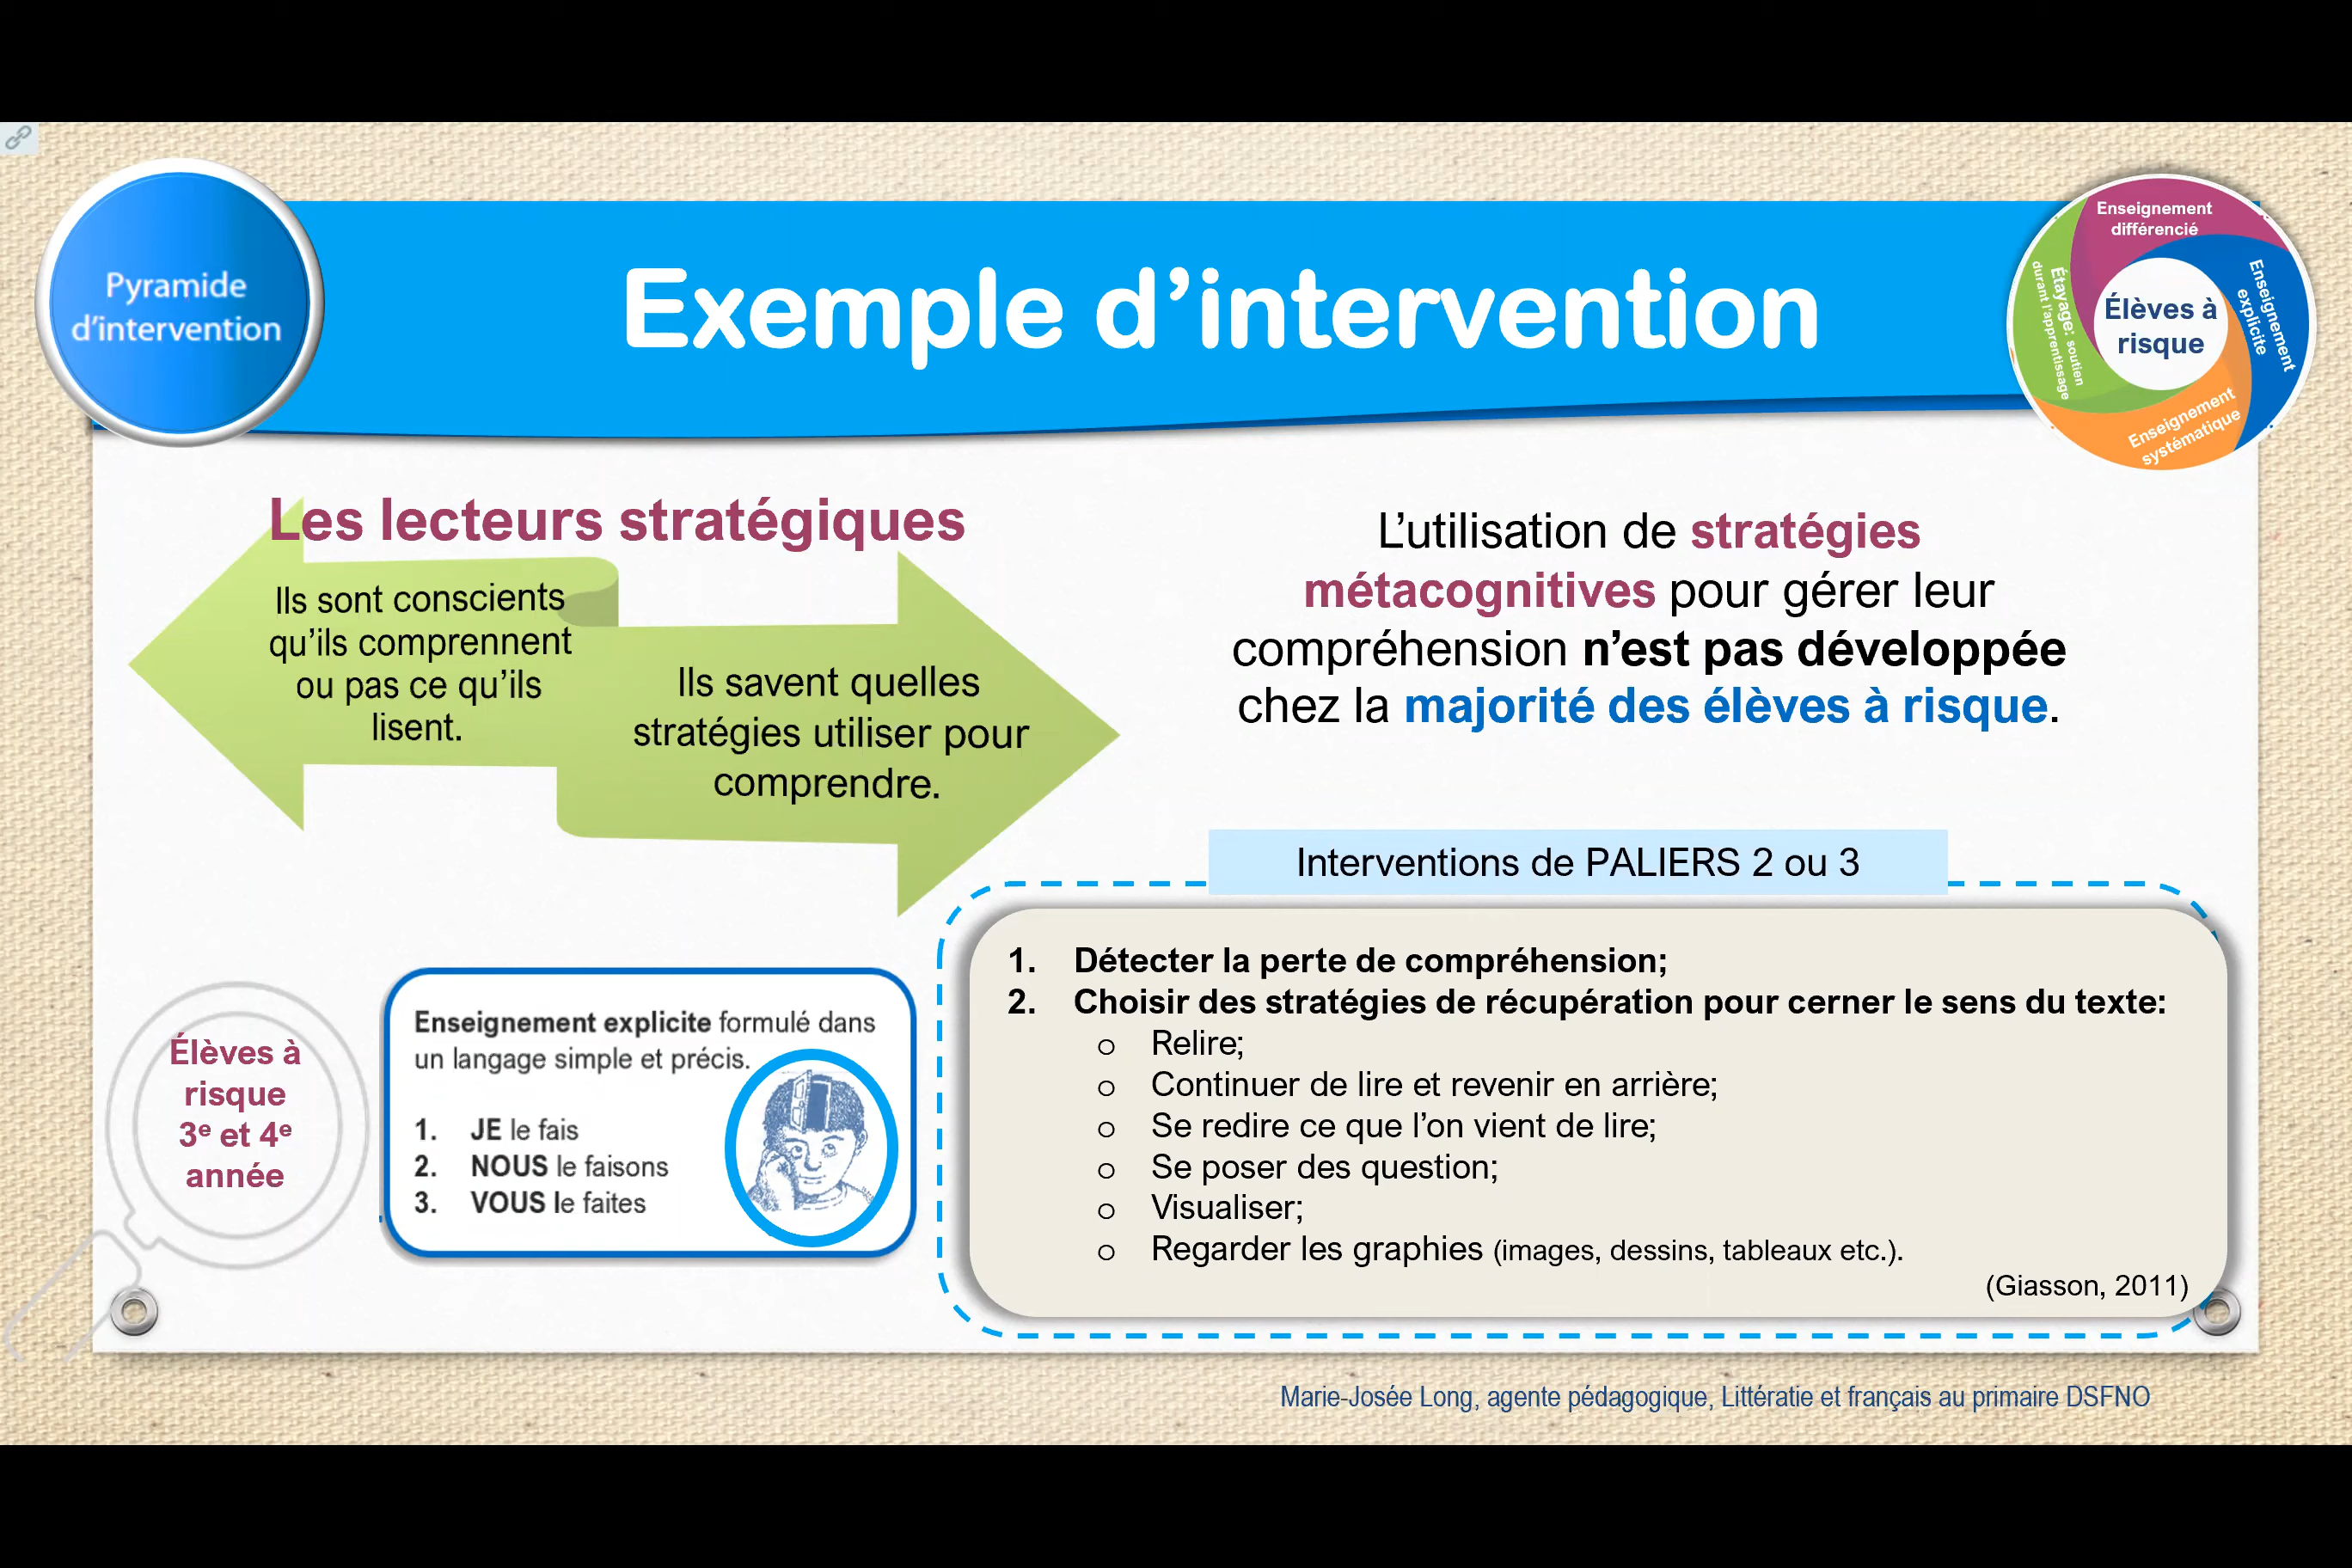 Pyramide
d'intervention
Exemple d'intervention
Enseignement
différencié
Enseignement
explicite
Enseignement
systématique
Étayage: soutien
durant l'apprentissage
Élèves à
risque
Les lecteurs stratégiques
Ils sont conscients
qu'ils comprennent
ou pas ce qu'ils
lisent.
Ils savent quelles
stratégies utiliser pour
comprendre.
L'utilisation de stratégies
métacognitives pour gérer leur
compréhension n'est pas développée
chez la majorité des élèves à risque.
Interventions de PALIERS 2 ou 3
1. Détecter la perte de compréhension;
2. Choisir des stratégies de récupération pour cerner le sens du texte:
o Relire;
o Continuer de lire et revenir en arrière;
o Se redire ce que l'on vient de lire;
o Se poser des question;
o Visualiser;
o Regarder les graphies (images, dessins, tableaux etc.).
(Giasson, 2011)
Élèves à
risque
3e et 4e
année
Enseignement explicite formulé dans
un langage simple et précis.
1. JE le fais
2. NOUS le faisons
3. VOUS le faites
Marie-Josée Long, agente pédagogique, Littératie et français au primaire DSFNO